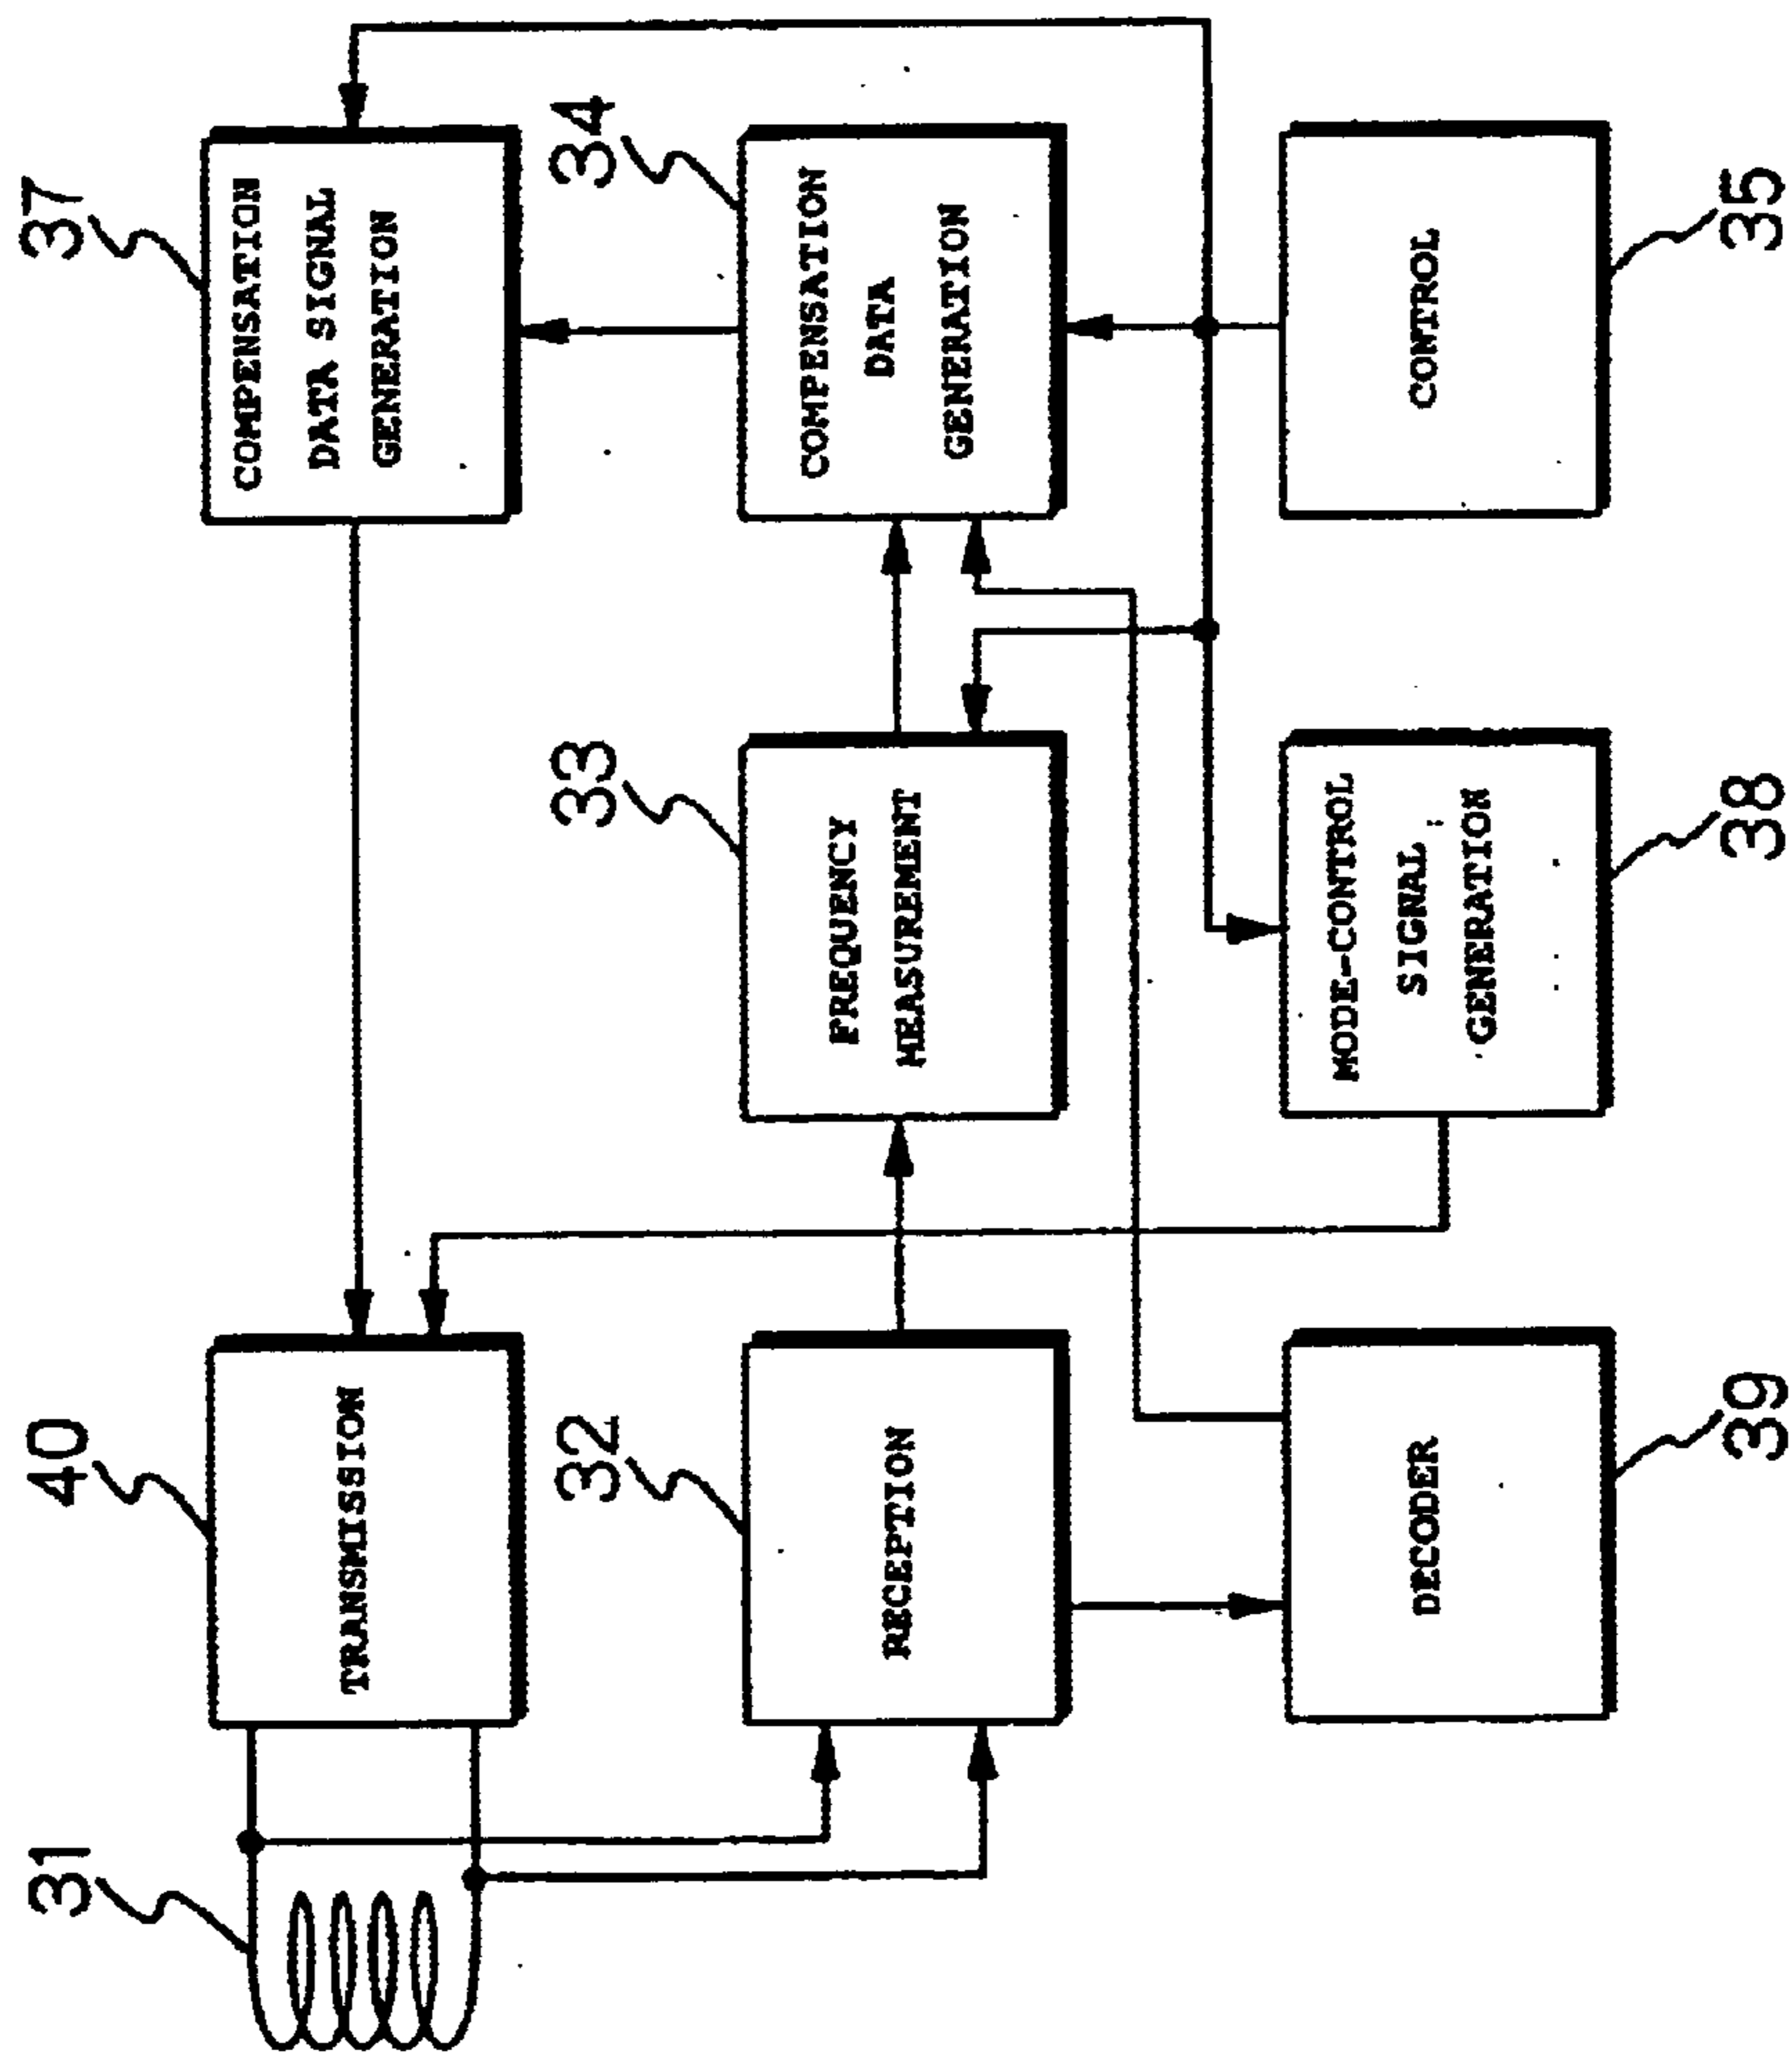 31
40
TRANSMISSION
37
COMPENSATION
DATA SIGNAL
GENERATION
32
RECEPTION
33
FREQUENCY
MEASUREMENT
34
COMPENSATION
DATA
GENERATION
DECODER
39
MODE-CONTROL
SIGNAL
GENERATION
38
CONTROL
35